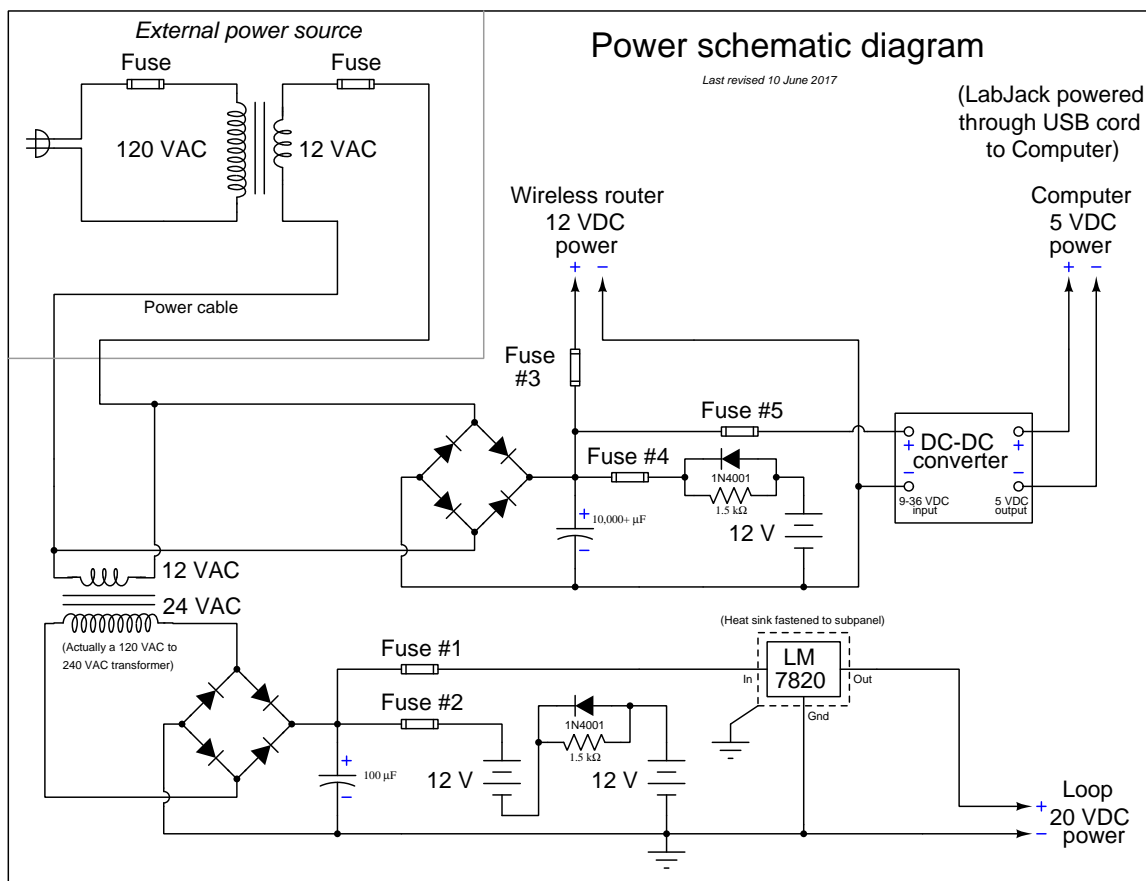 External power source
Power schematic diagram
Last revised 10 June 2017
Fuse
Fuse
120 VAC
12 VAC
(LabJack powered
through USB cord
to Computer)
Wireless router
12 VDC
power
+ −
Computer
5 VDC
power
+ −
Power cable
Fuse
#3
Fuse #5
Fuse #4
1N4001
1.5 kΩ
DC-DC
converter
+ +
− −
9-36 VDC
input
5 VDC
output
+
10,000+ µF
−
12 V
12 VAC
24 VAC
(Actually a 120 VAC to
240 VAC transformer)
(Heat sink fastened to subpanel)
Fuse #1
LM
7820
In
Out
Gnd
Fuse #2
1N4001
1.5 kΩ
+
100 µF
−
12 V
12 V
Loop
+ 20 VDC
− power